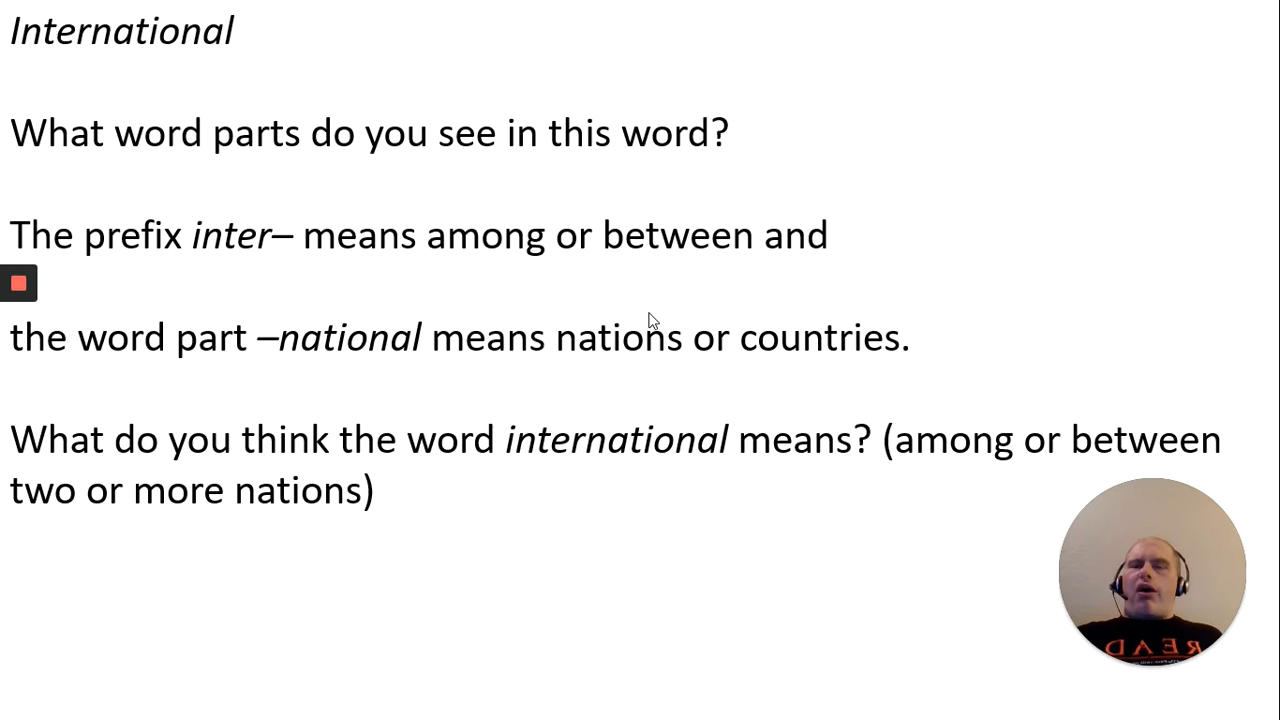 International
What word parts do you see in this word?
The prefix inter– means among or between and
the word part –national means nations or countries.
What do you think the word international means? (among or between
two or more nations)
READ